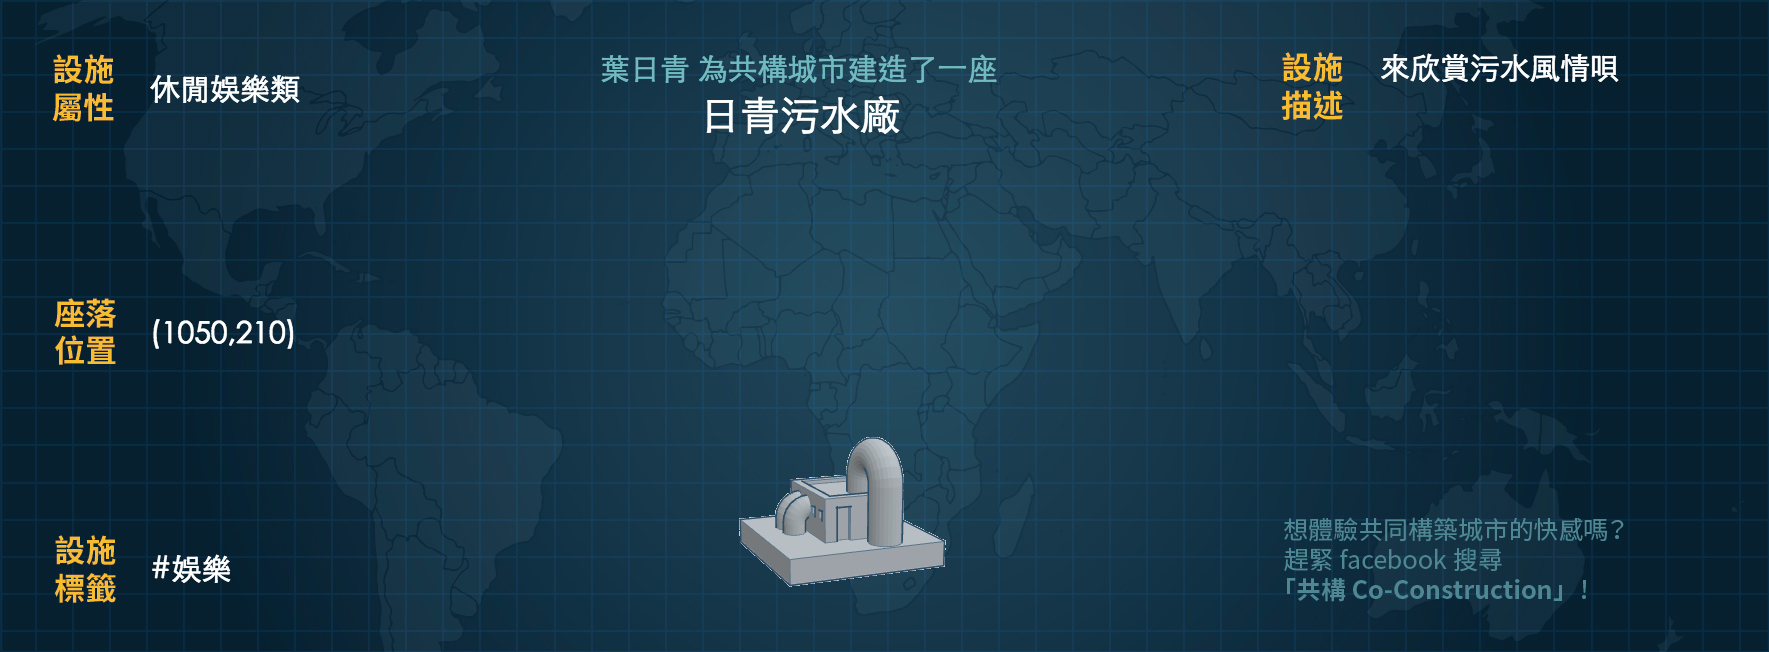 設施
屬性
休閒娛樂類
葉日青 為共構城市建造了一座
日青污水廠
設施
描述
來欣賞污水風情唄
座落
位置
(1050,210)
設施
標籤
#娛樂
想體驗共同構築城市的快感嗎？
趕緊 facebook 搜尋
「共構 Co-Construction」！